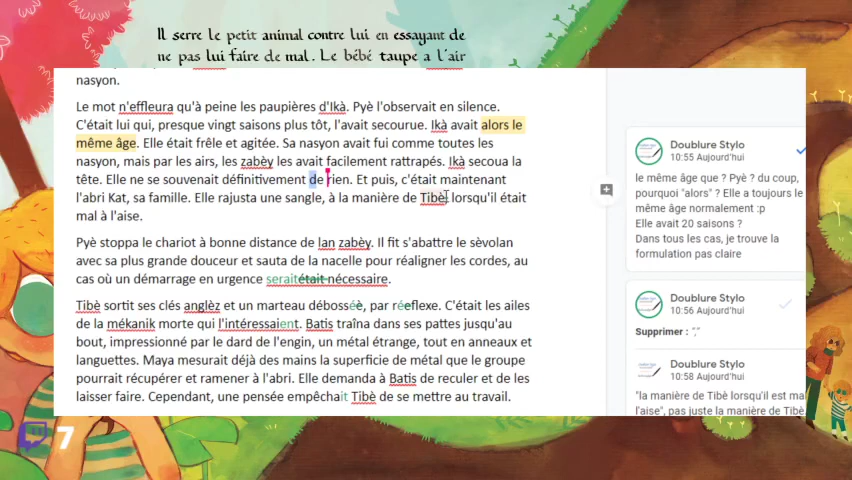 Il serre le petit animal contre lui en essayant de
ne pas lui faire de mal. Le bébé taupe a l'air
nasyon.
Le mot n'effleura qu'à peine les paupières d'Ikà. Pyè l'observait en silence.
C'était lui qui, presque vingt saisons plus tôt, l'avait secourue. Ikà avait alors le
même âge. Elle était frêle et agitée. Sa nasyon avait fui comme toutes les
nasyon, mais par les airs, les zabèy les avait facilement rattrapés. Ikà secoua la
tête. Elle ne se souvenait définitivement de rien. Et puis, c'était maintenant
l'abri Kat, sa famille. Elle rajusta une sangle, à la manière de Tibè, lorsqu'il était
mal à l'aise.
Pyè stoppa le chariot à bonne distance de lan zabèy. Il fit s'abattre le sèvolan
avec sa plus grande douceur et sauta de la nacelle pour réaligner les cordes, au
cas où un démarrage en urgence seraitétait nécessaire.
Tibè sortit ses clés anglèz et un marteau débosséè, par réeflexe. C'était les ailes
de la mékanik morte qui l'intéressaient. Batis traîna dans ses pattes jusqu'au
bout, impressionné par le dard de l'engin, un métal étrange, tout en anneaux et
languettes. Maya mesurait déjà des mains la superficie de métal que le groupe
pourrait récupérer et ramener à l'abri. Elle demanda à Batis de reculer et de les
laisser faire. Cependant, une pensée empêchait Tibè de se mettre au travail.
Doublure Stylo
10:55 Aujourd'hui
le même âge que ? Pyè ? du coup,
pourquoi "alors" ? Elle a toujours le
même âge normalement :p
Elle avait 20 saisons ?
Dans tous les cas, je trouve la
formulation pas claire
Doublure Stylo
10:56 Aujourd'hui
Supprimer : ","
Doublure Stylo
10:58 Aujourd'hui
"la manière de Tibè lorsqu'il est mal
l'aise", pas juste la manière de Tibè.
7